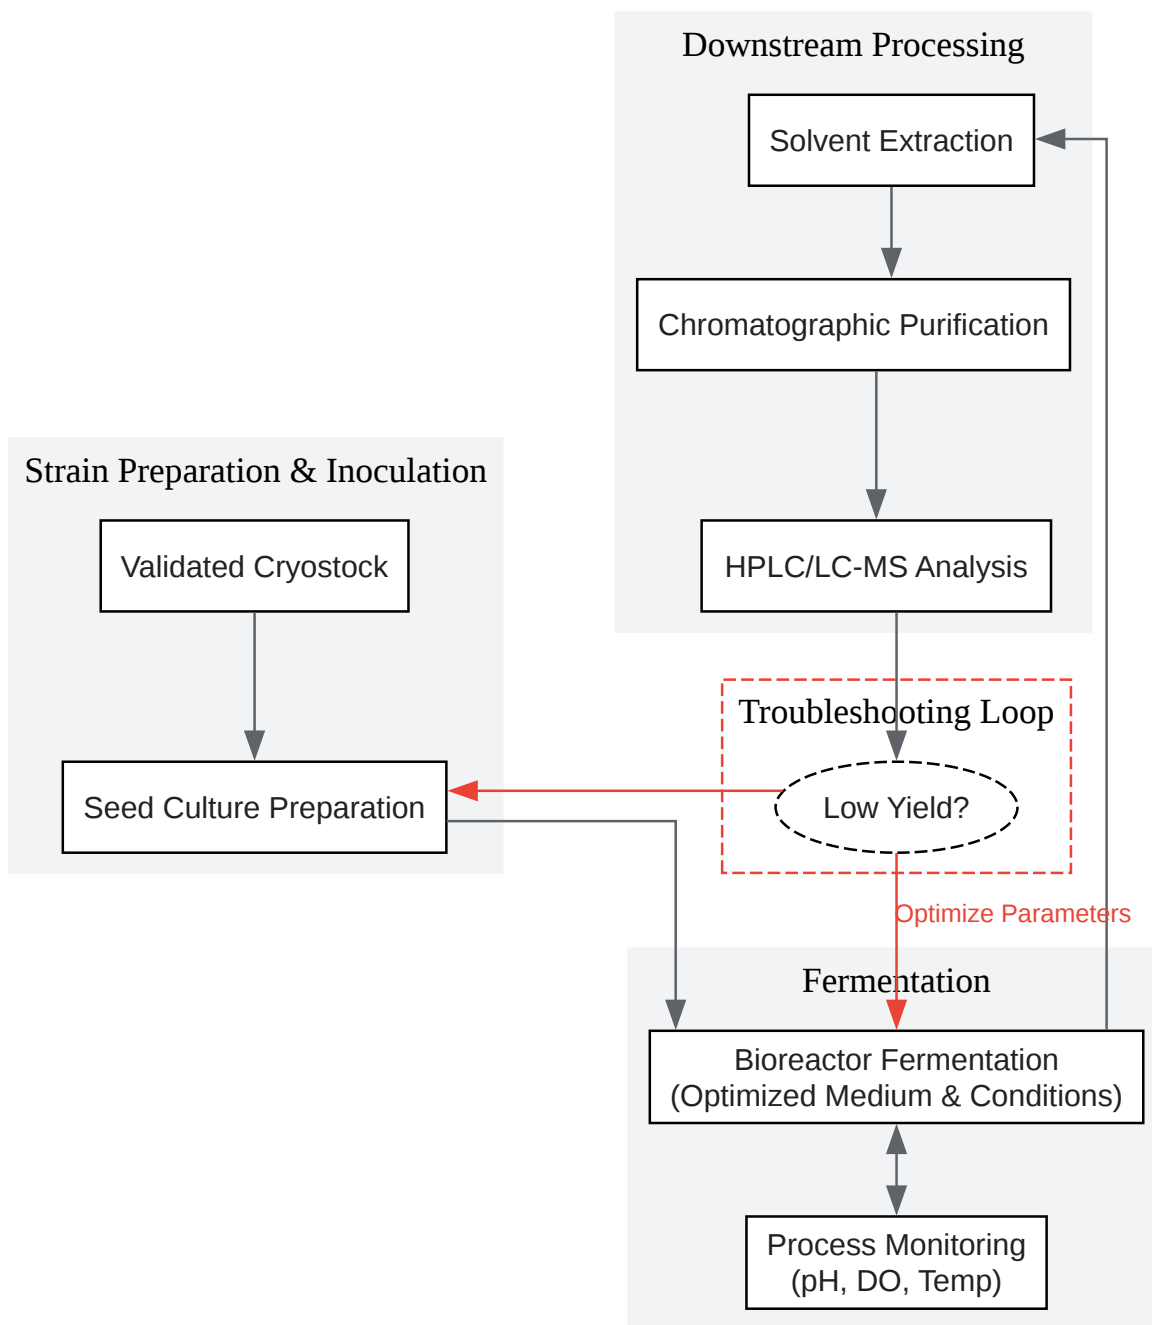 Downstream Processing
Solvent Extraction
Chromatographic Purification
HPLC/LC-MS Analysis
Strain Preparation & Inoculation
Validated Cryostock
Seed Culture Preparation
Troubleshooting Loop
Low Yield?
Optimize Parameters
Fermentation
Bioreactor Fermentation
(Optimized Medium & Conditions)
Process Monitoring
(pH, DO, Temp)